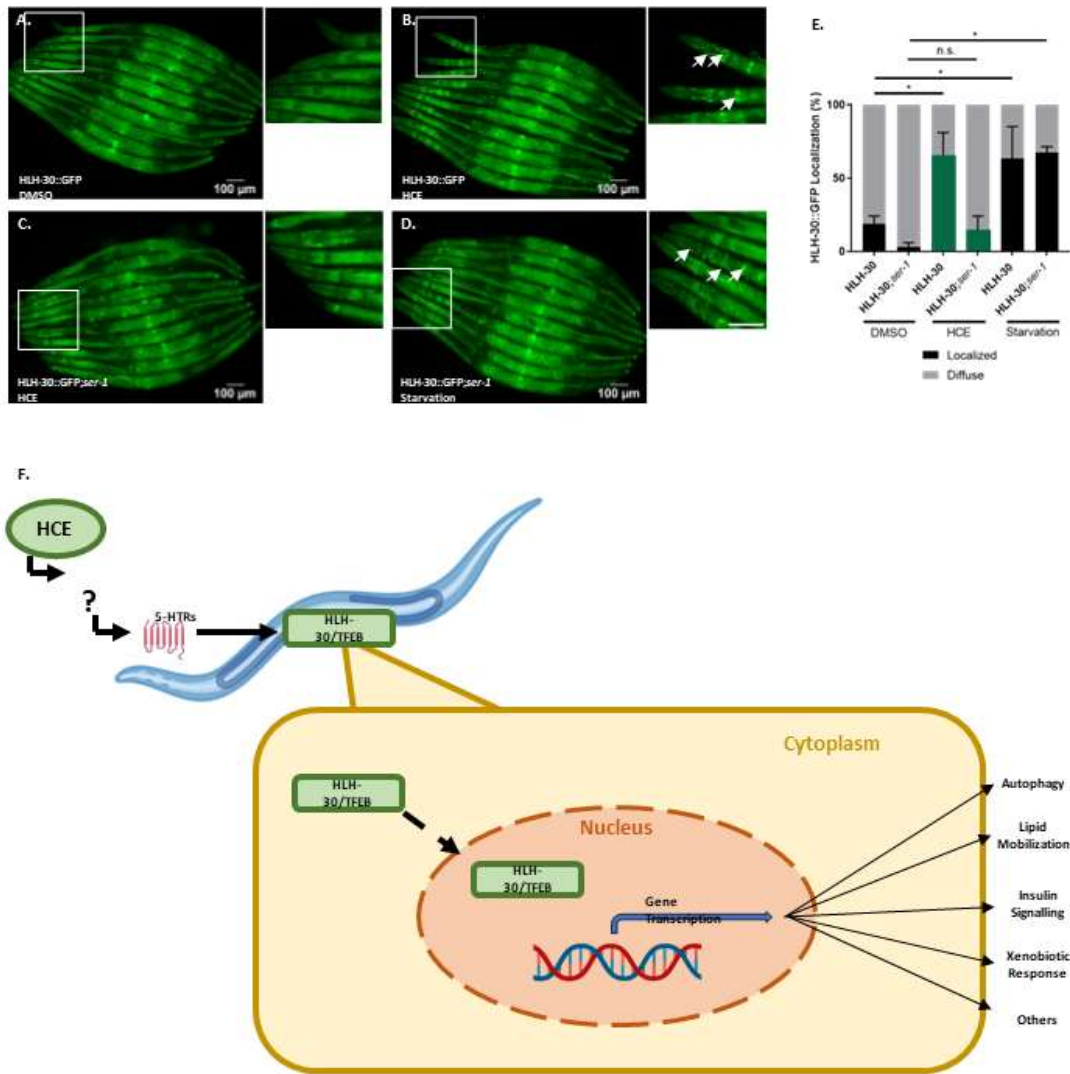 A.
HLH-30::GFP
DMSO
100 µm
B.
HLH-30::GFP
HCE
100 µm
C.
HLH-30::GFP;ser-1
HCE
100 µm
D.
HLH-30::GFP;ser-1
Starvation
100 µm
E.
*
n.s.
*
*
HLH-30::GFP Localization (%)
100
50
0
HLH-30
HLH-30;ser-1
HLH-30
HLH-30;ser-1
HLH-30
HLH-30;ser-1
DMSO
HCE
Starvation
Localized
Diffuse
F.
HCE
?
5-HTRs
HLH-
30/TFEB
Cytoplasm
HLH-
30/TFEB
Nucleus
HLH-
30/TFEB
Gene
Transcription
Autophagy
Lipid
Mobilization
Insulin
Signalling
Xenobiotic
Response
Others